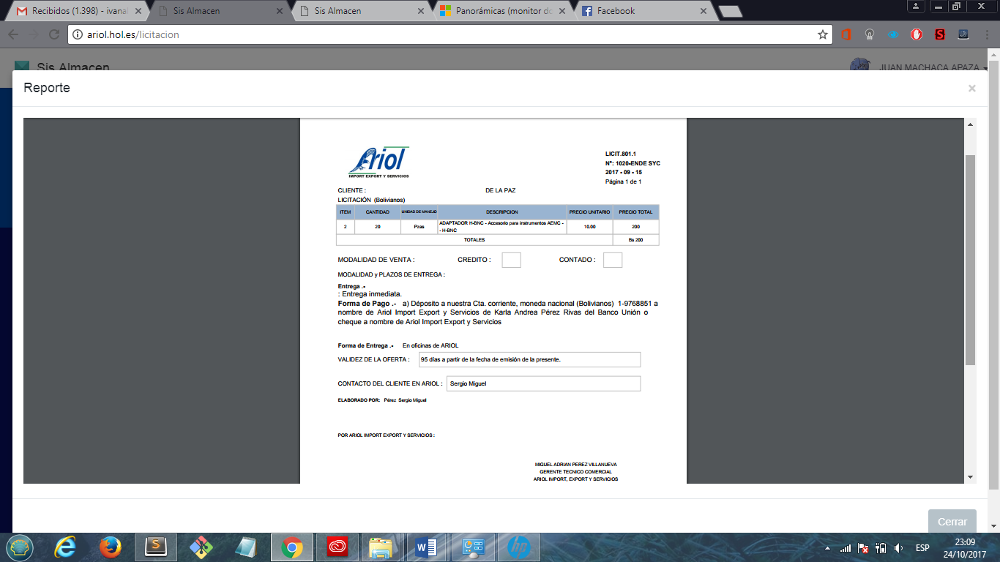 Recibidos (1.398) - ivanal
Sis Almacen
Sis Almacen
Panorámicas (monitor do
Facebook
ariol.hol.es/licitacion
Sis Almacen
JUAN MACHACA APAZA
Reporte
×
Ariol
IMPORT EXPORT Y SERVICIOS
LICIT.801.1
Nº: 1020-ENDE SYC
2017 - 09 - 15
Página 1 de 1
CLIENTE : DE LA PAZ
LICITACIÓN (Bolivianos)
ITEM CANTIDAD UNIDAD DE MANEJO DESCRIPCION PRECIO UNITARIO PRECIO TOTAL
2 20 Pzas ADAPTADOR H-BNC - Accesorio para instrumentos AEMC -
- H-BNC 10.00 200
TOTALES Bs 200
MODALIDAD DE VENTA : CREDITO : CONTADO :
MODALIDAD y PLAZOS DE ENTREGA :
Entrega .-
: Entrega inmediata.
Forma de Pago .- a) Déposito a nuestra Cta. corriente, moneda nacional (Bolivianos) 1-9768851 a
nombre de Ariol Import Export y Servicios de Karla Andrea Pérez Rivas del Banco Unión o
cheque a nombre de Ariol Import Export y Servicios
Forma de Entrega .- En oficinas de ARIOL
VALIDEZ DE LA OFERTA : 95 días a partir de la fecha de emisión de la presente.
CONTACTO DEL CLIENTE EN ARIOL : Sergio Miguel
ELABORADO POR: Pérez Sergio Miguel
POR ARIOL IMPORT EXPORT Y SERVICIOS :
MIGUEL ADRIAN PEREZ VILLANUEVA
GERENTE TECNICO COMERCIAL
ARIOL IMPORT, EXPORT Y SERVICIOS
Cerrar
ESP
23:09
24/10/2017